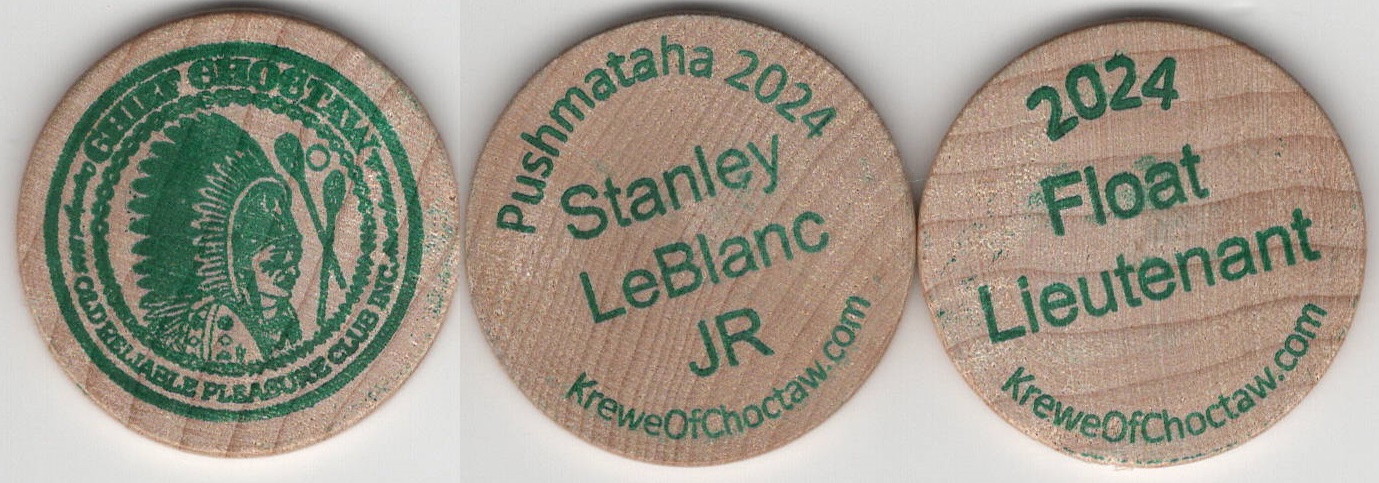 CHIEF CHOCTAW
OLD RELIABLE PLEASURE CLUB INC.
Pushmataha 2024
Stanley
LeBlanc
JR
KreweOfChoctaw.com
2024
Float
Lieutenant
KreweOfChoctaw.com